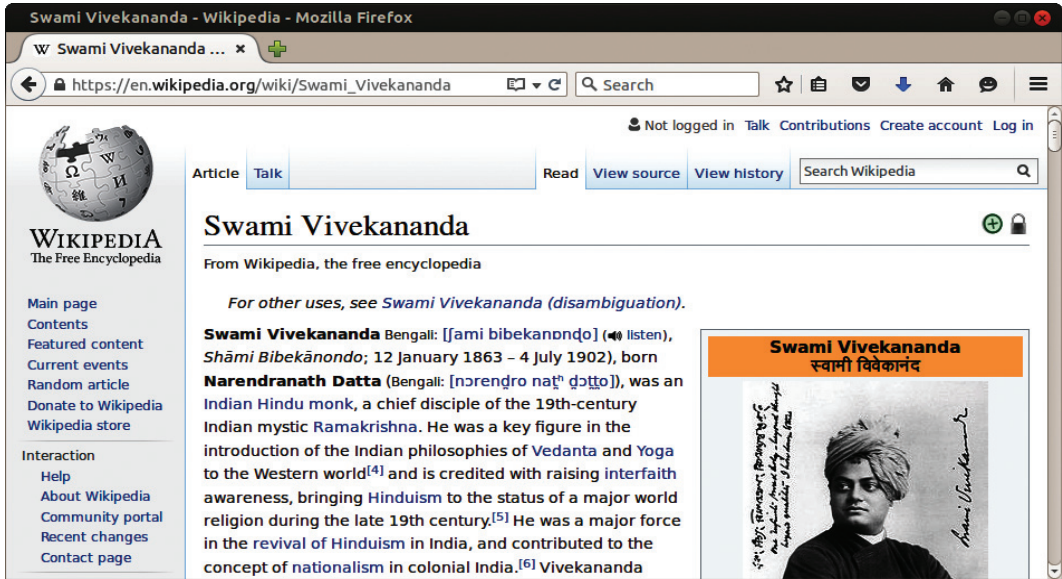 Swami Vivekananda - Wikipedia - Mozilla Firefox
W Swami Vivekananda ... ×
https://en.wikipedia.org/wiki/Swami_Vivekananda Search
Not logged in Talk Contributions Create account Log in
Article Talk Read View source View history Search Wikipedia
WIKIPEDIA
The Free Encyclopedia
Main page
Contents
Featured content
Current events
Random article
Donate to Wikipedia
Wikipedia store
Interaction
Help
About Wikipedia
Community portal
Recent changes
Contact page
Swami Vivekananda
From Wikipedia, the free encyclopedia
For other uses, see Swami Vivekananda (disambiguation).
Swami Vivekananda Bengali: [ʃami bibekanɒnɖo] (listen),
Shāmi Bibekānondo; 12 January 1863 – 4 July 1902), born
Narendranath Datta (Bengali: [nɔrend̪ro nat̪ʰ d̪ɔt̪t̪o]), was an
Indian Hindu monk, a chief disciple of the 19th-century
Indian mystic Ramakrishna. He was a key figure in the
introduction of the Indian philosophies of Vedanta and Yoga
to the Western world[4] and is credited with raising interfaith
awareness, bringing Hinduism to the status of a major world
religion during the late 19th century.[5] He was a major force
in the revival of Hinduism in India, and contributed to the
concept of nationalism in colonial India.[6] Vivekananda
Swami Vivekananda
स्वामी विवेकानंद
Swami Vivekananda